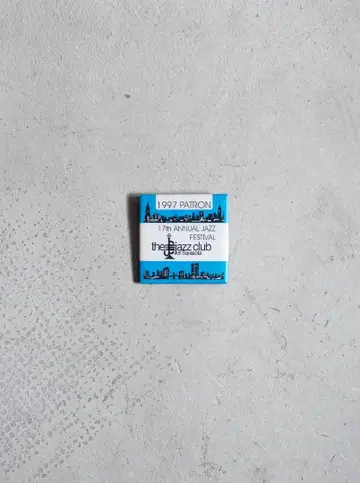 1997 PATRON
17th ANNUAL JAZZ
FESTIVAL
the jazz club
of Sarasota